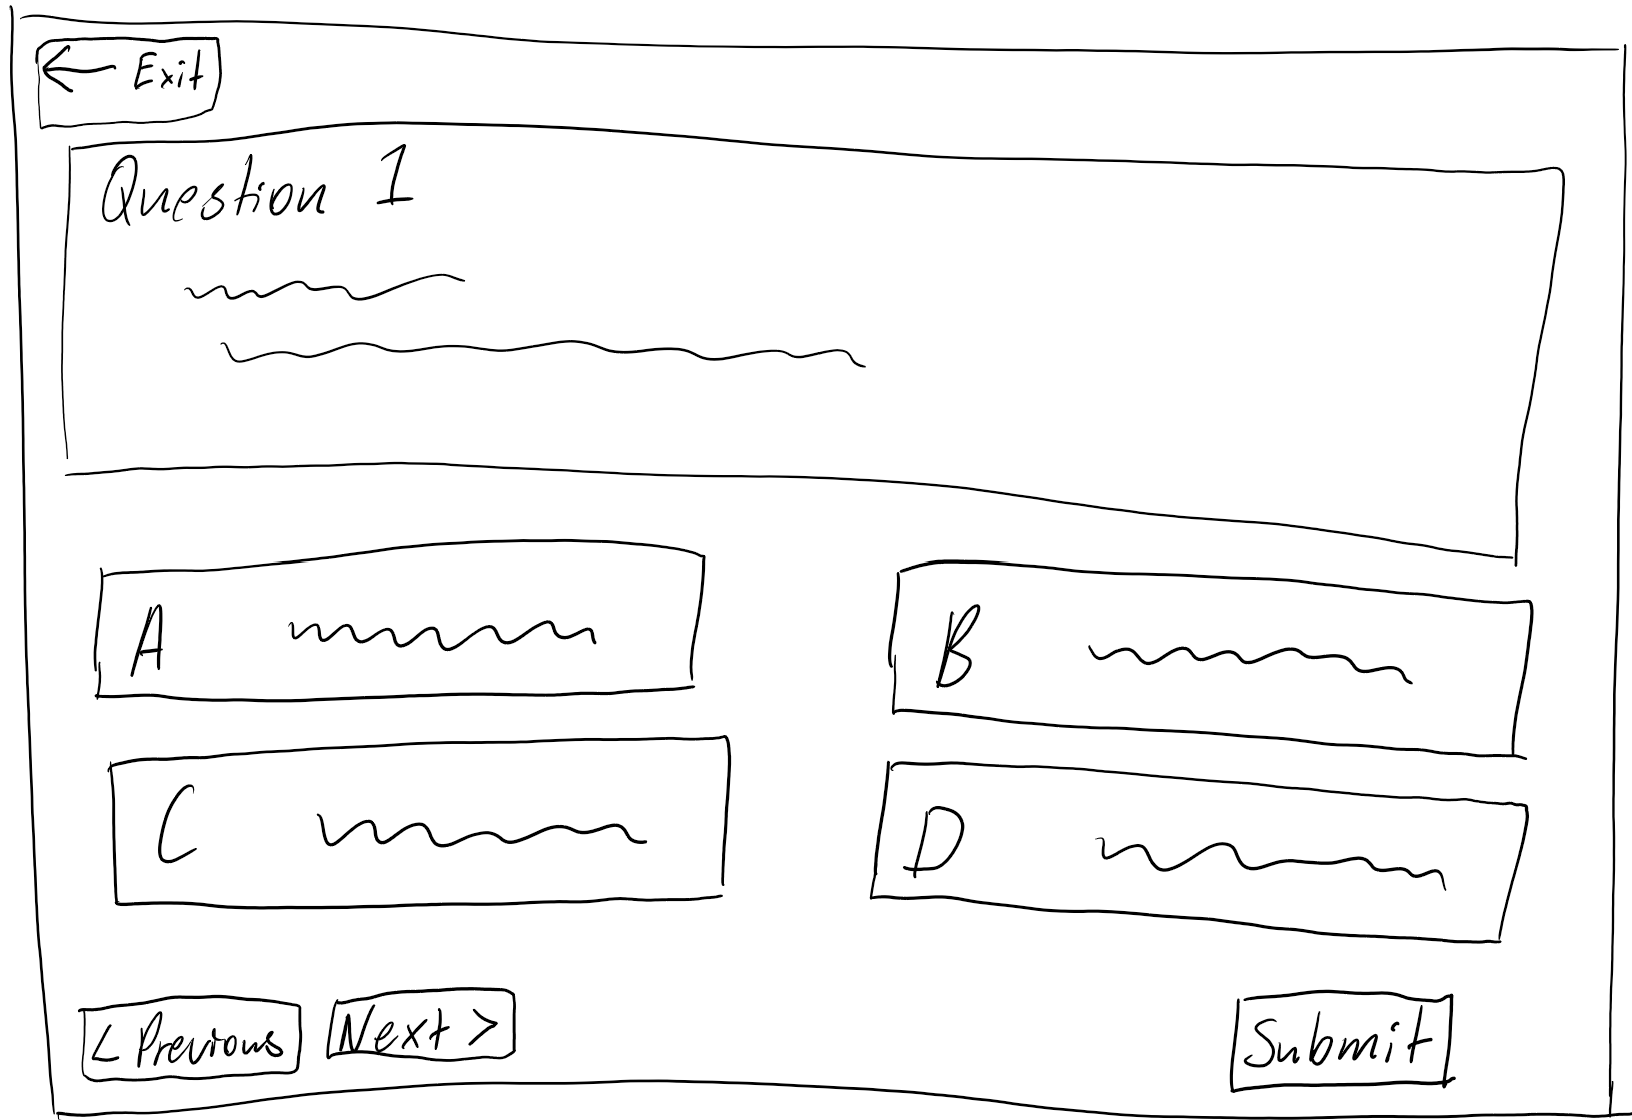 ← Exit
Question 1
A
B
C
D
< Previous
Next >
Submit